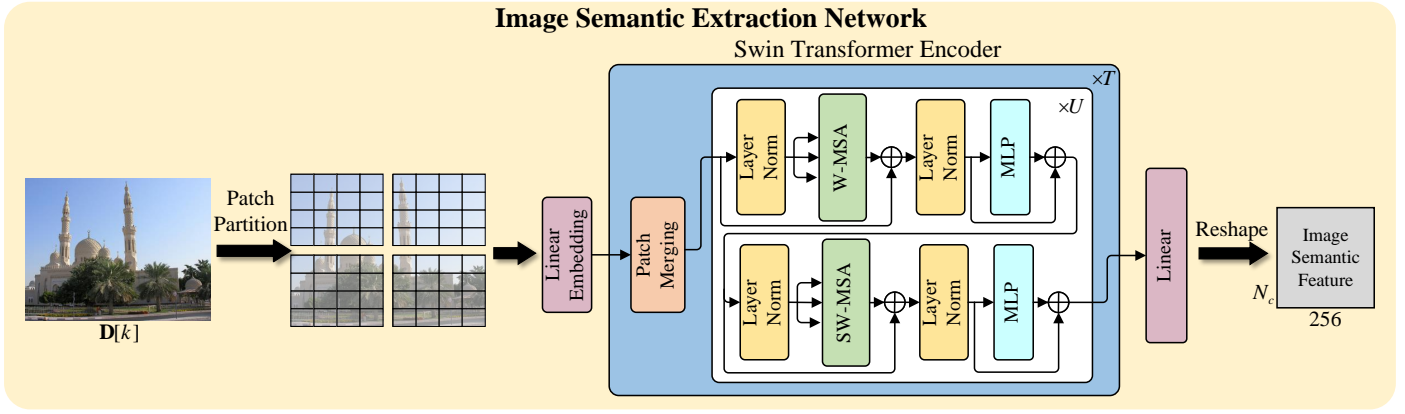 Image Semantic Extraction Network
Swin Transformer Encoder
×T
×U
Layer
Norm
W-MSA
Layer
Norm
MLP
Patch
Partition
D[k]
Linear
Embedding
Patch
Merging
Layer
Norm
SW-MSA
Layer
Norm
MLP
Linear
Reshape
Image
Semantic
Feature
N_c
256